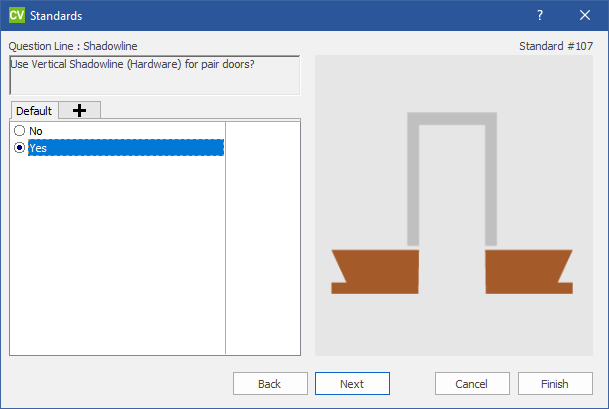 CV Standards ?
Question Line : Shadowline
Standard #107
Use Vertical Shadowline (Hardware) for pair doors?
Default
No
Yes
Back Next Cancel Finish